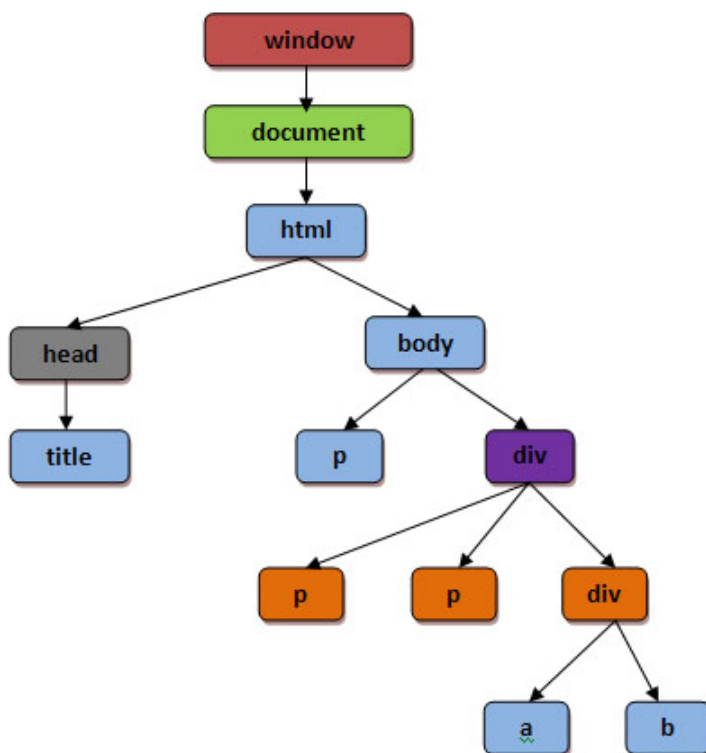 window
document
html
head
body
title
p
div
p
p
div
a
b